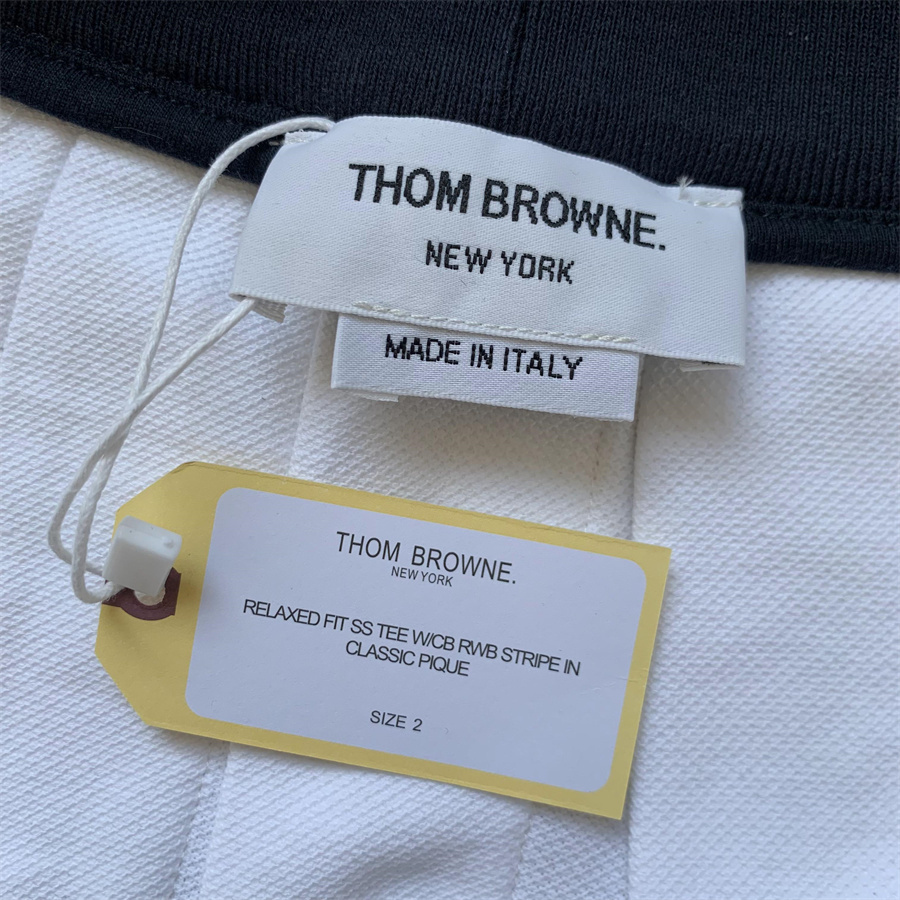 THOM BROWNE.
NEW YORK
MADE IN ITALY
THOM BROWNE.
NEW YORK
RELAXED FIT SS TEE W/CB RWB STRIPE IN
CLASSIC PIQUE
SIZE 2